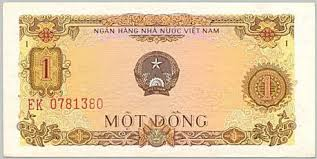 NGÂN HÀNG NHÀ NƯỚC VIỆT NAM
I I
1 1
EK 0781380
MỘT ĐỒNG